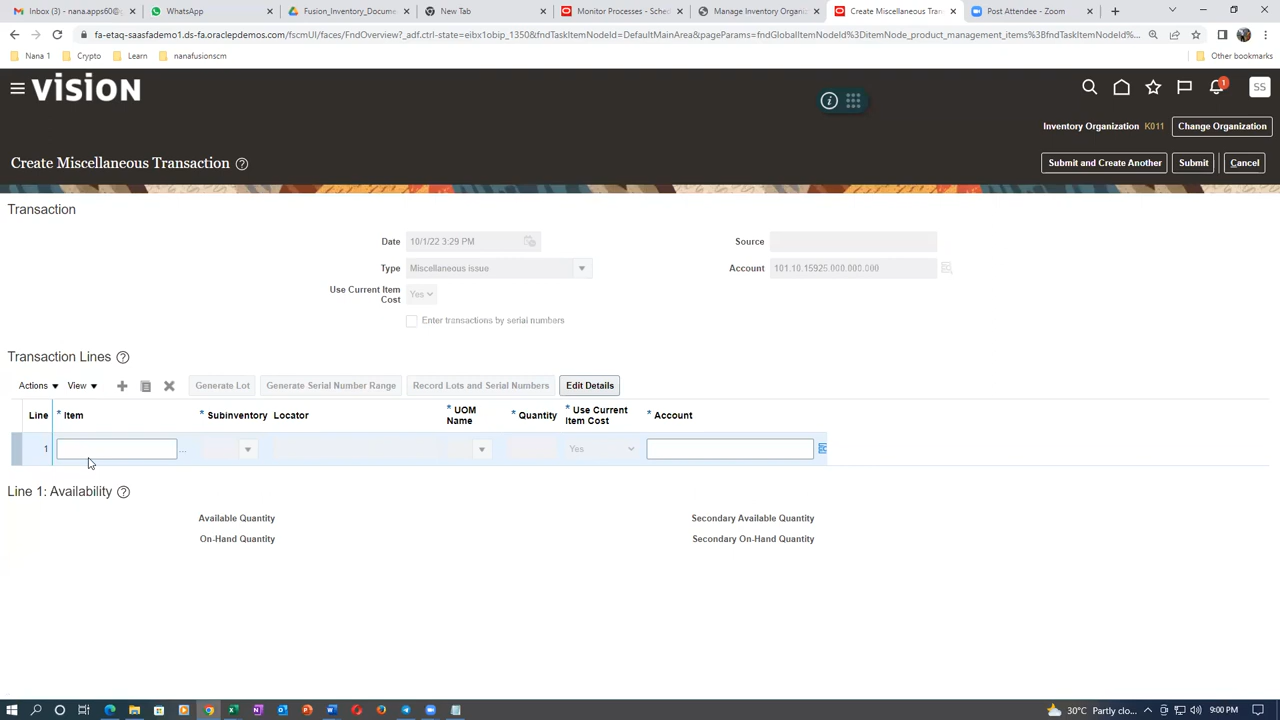 Inbox (3) - nana.apps60@g
WhatsApp
Fusion_Inventory_Docume
New Tab
Monitor Processes - Sched
Manage Inventory Organiz
Create Miscellaneous Tran
Post Attendee - Zoom
fa-etaq-saasfademo1.ds-fa.oraclepdemos.com/fscmUI/faces/FndOverview?_adf.ctrl-state=eibx1obip_1350&fndTaskItemNodeId=DefaultMainArea&pageParams=fndGlobalItemNodeId%3DitemNode_product_management_items%3BfndTaskItemNodeId%...
Nana 1
Crypto
Learn
nanafusionscm
Other bookmarks
VISION
1
SS
Inventory Organization K011 Change Organization
Create Miscellaneous Transaction
Submit and Create Another Submit Cancel
Transaction
Date 10/1/22 3:29 PM
Source
Type Miscellaneous issue
Account 101.10.15925.000.000.000
Use Current Item
Cost Yes
Enter transactions by serial numbers
Transaction Lines
Actions View Generate Lot Generate Serial Number Range Record Lots and Serial Numbers Edit Details
Line * Item * Subinventory Locator * UOM Name * Quantity * Use Current Item Cost * Account
1 ... Yes
Line 1: Availability
Available Quantity
Secondary Available Quantity
On-Hand Quantity
Secondary On-Hand Quantity
30°C Partly clo... 9:00 PM